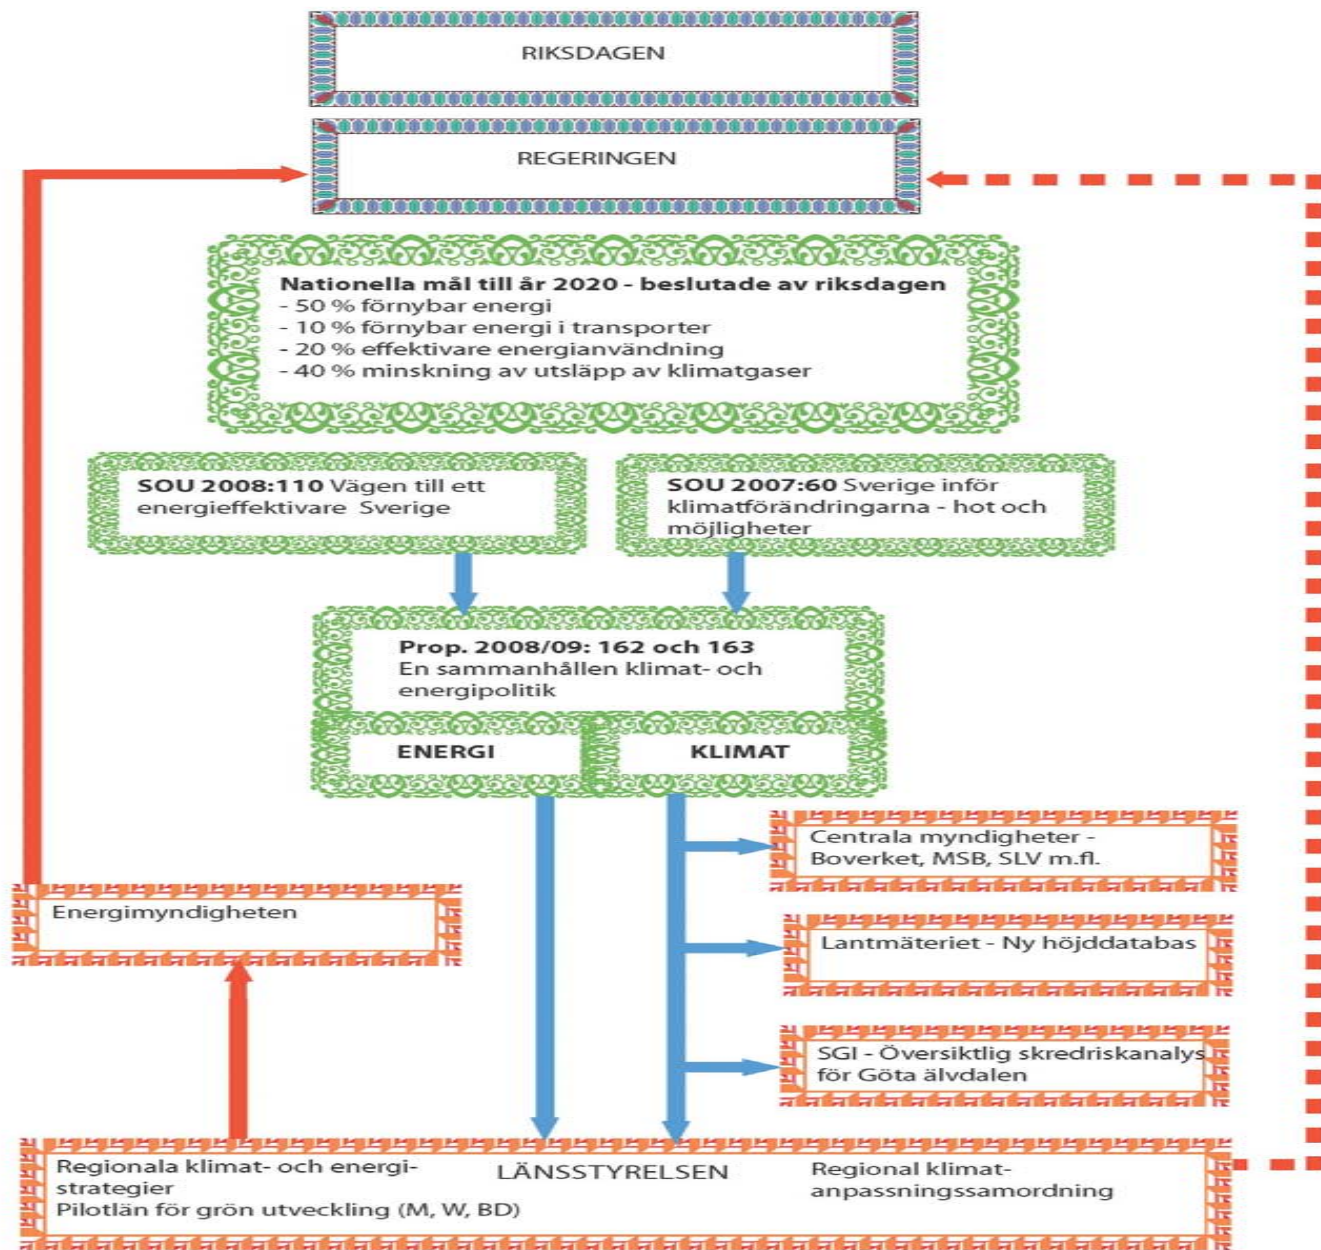 RIKSDAGEN
REGERINGEN
Nationella mål till år 2020 - beslutade av riksdagen
- 50 % förnybar energi
- 10 % förnybar energi i transporter
- 20 % effektivare energianvändning
- 40 % minskning av utsläpp av klimatgaser
SOU 2008:110 Vägen till ett
energieffektivare Sverige
SOU 2007:60 Sverige inför
klimatförändringarna - hot och
möjligheter
Prop. 2008/09: 162 och 163
En sammanhållen klimat- och
energipolitik
ENERGI
KLIMAT
Centrala myndigheter -
Boverket, MSB, SLV m.fl.
Energimyndigheten
Lantmäteriet - Ny höjddatabas
SGI - Översiktlig skredriskanalys
för Göta älvdalen
Regionala klimat- och energi-
strategier
Pilotlän för grön utveckling (M, W, BD)
LÄNSSTYRELSEN
Regional klimat-
anpassningssamordning